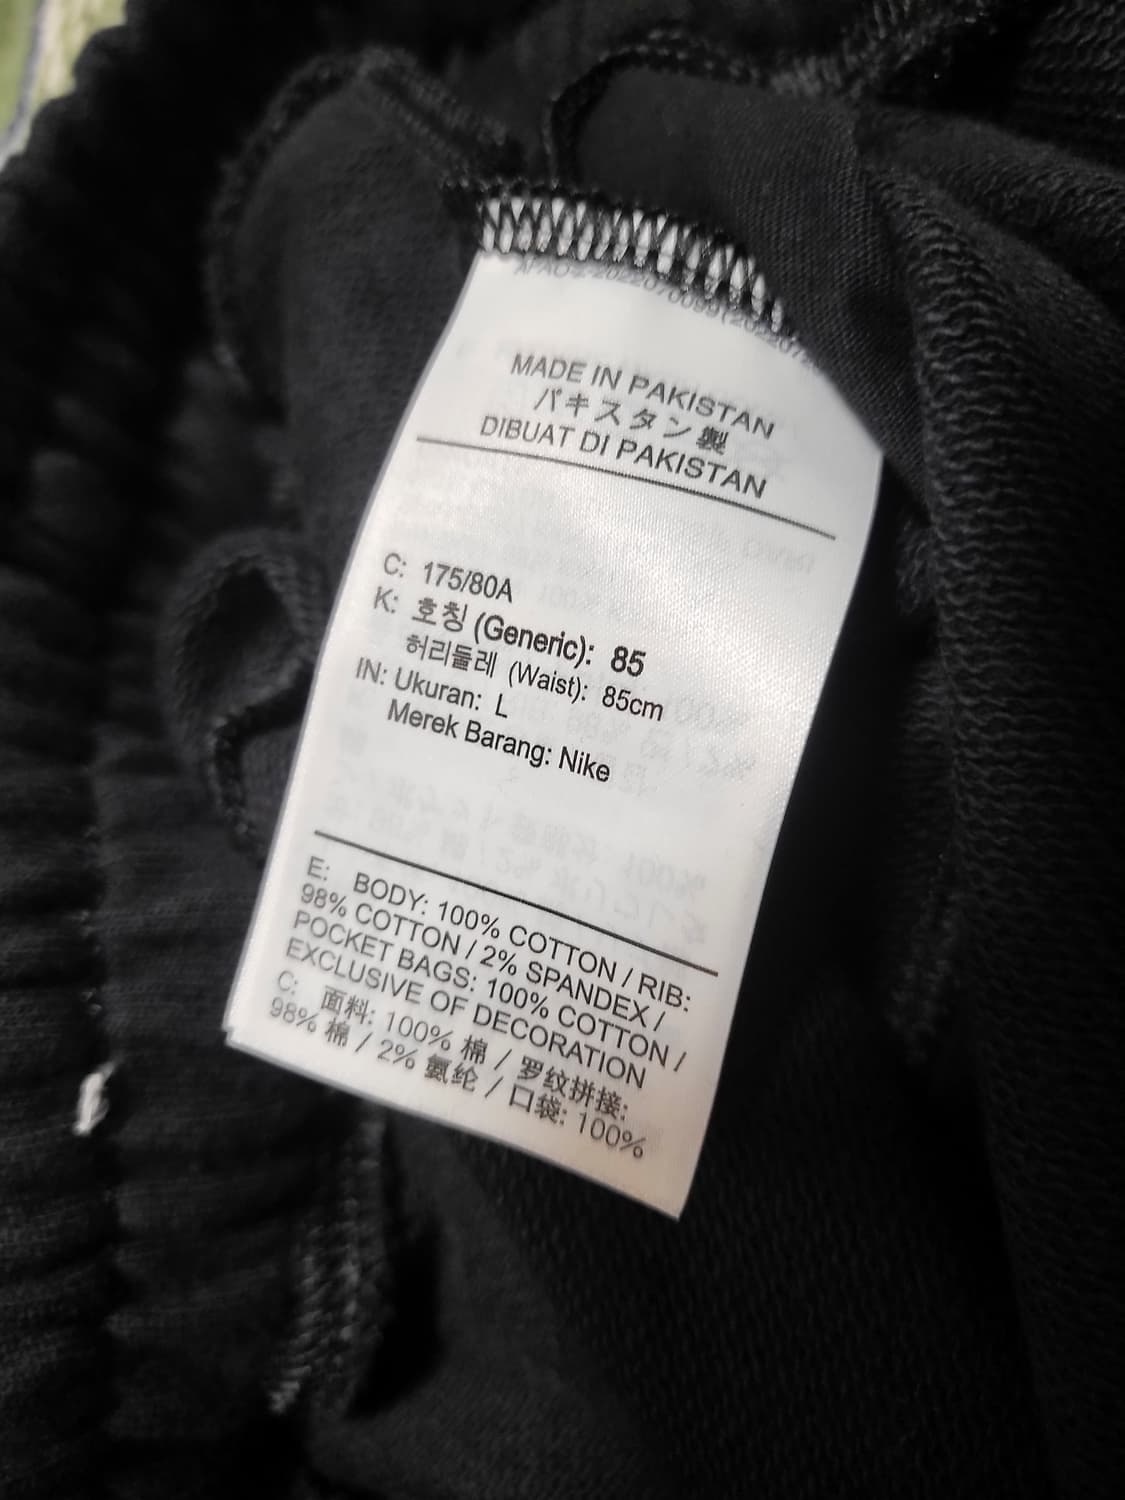 MADE IN PAKISTAN
パキスタン製
DIBUAT DI PAKISTAN
C: 175/80A
K: 호칭 (Generic): 85
허리둘레 (Waist): 85cm
IN: Ukuran: L
Merek Barang: Nike
E: BODY: 100% COTTON / RIB:
98% COTTON / 2% SPANDEX /
POCKET BAGS: 100% COTTON /
EXCLUSIVE OF DECORATION
C: 面料: 100% 棉 / 罗纹拼接:
98% 棉 / 2% 氨纶 / 口袋: 100%